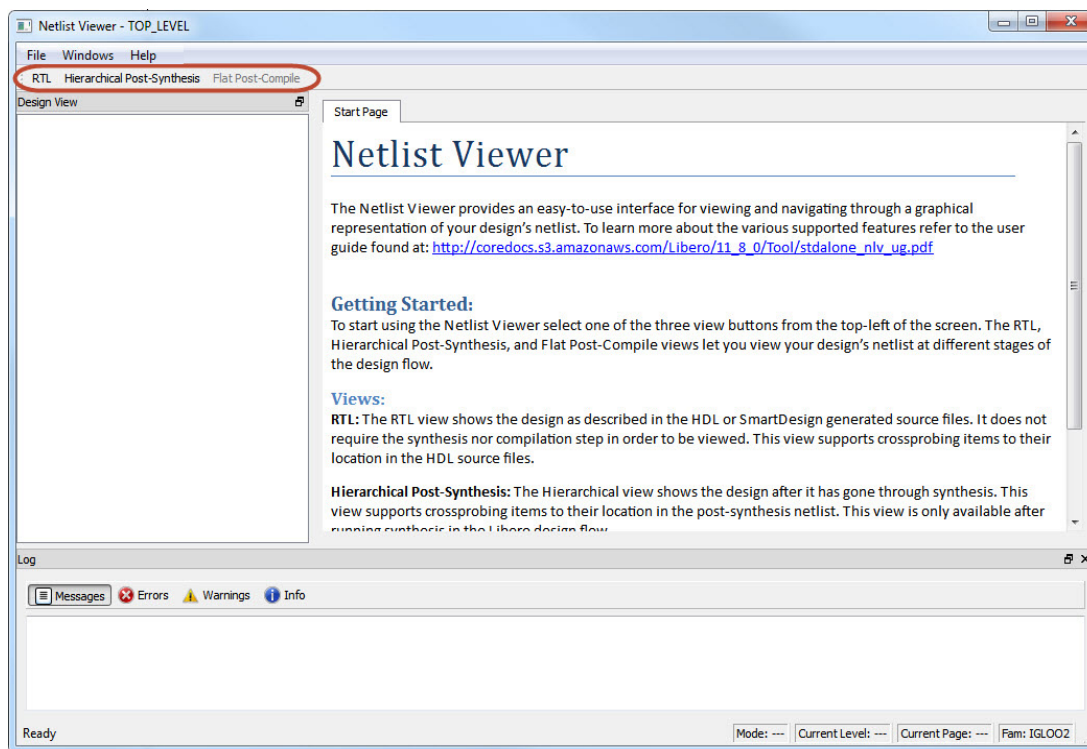 Netlist Viewer - TOP_LEVEL
File Windows Help
RTL Hierarchical Post-Synthesis Flat Post-Compile
Design View
Start Page
Netlist Viewer
The Netlist Viewer provides an easy-to-use interface for viewing and navigating through a graphical
representation of your design's netlist. To learn more about the various supported features refer to the user
guide found at: http://coredocs.s3.amazonaws.com/Libero/11_8_0/Tool/stdalone_nlv_ug.pdf
Getting Started:
To start using the Netlist Viewer select one of the three view buttons from the top-left of the screen. The RTL,
Hierarchical Post-Synthesis, and Flat Post-Compile views let you view your design's netlist at different stages of
the design flow.
Views:
RTL: The RTL view shows the design as described in the HDL or SmartDesign generated source files. It does not
require the synthesis nor compilation step in order to be viewed. This view supports crossprobing items to their
location in the HDL source files.
Hierarchical Post-Synthesis: The Hierarchical view shows the design after it has gone through synthesis. This
view supports crossprobing items to their location in the post-synthesis netlist. This view is only available after
running synthesis in the Libero design flow
Log
Messages Errors Warnings Info
Ready
Mode: --- Current Level: --- Current Page: --- Fam: IGLOO2